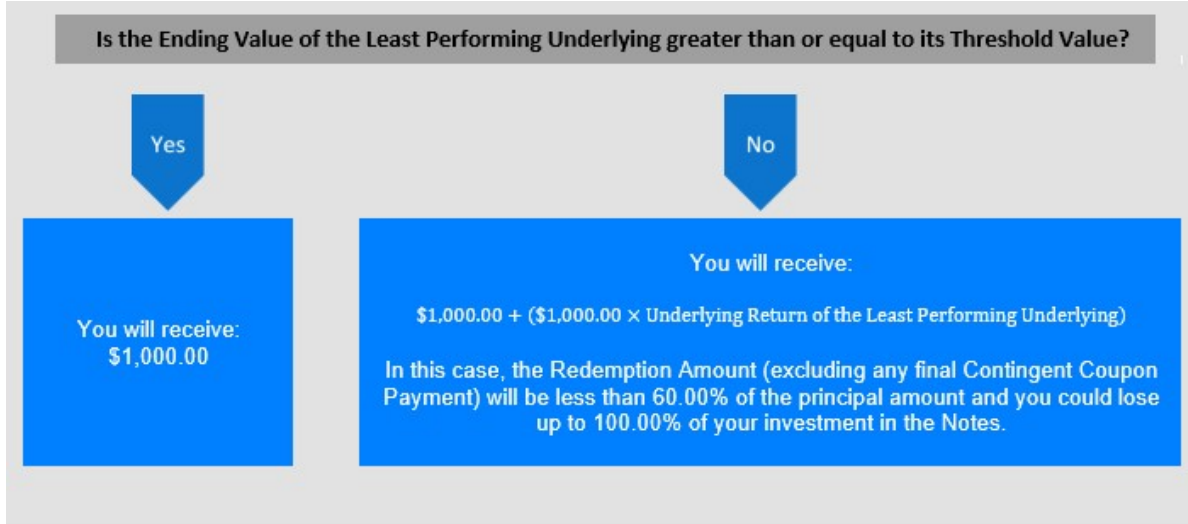 Is the Ending Value of the Least Performing Underlying greater than or equal to its Threshold Value?
Yes
No
You will receive:
$1,000.00
You will receive:
$1,000.00 + ($1,000.00 × Underlying Return of the Least Performing Underlying)
In this case, the Redemption Amount (excluding any final Contingent Coupon
Payment) will be less than 60.00% of the principal amount and you could lose
up to 100.00% of your investment in the Notes.